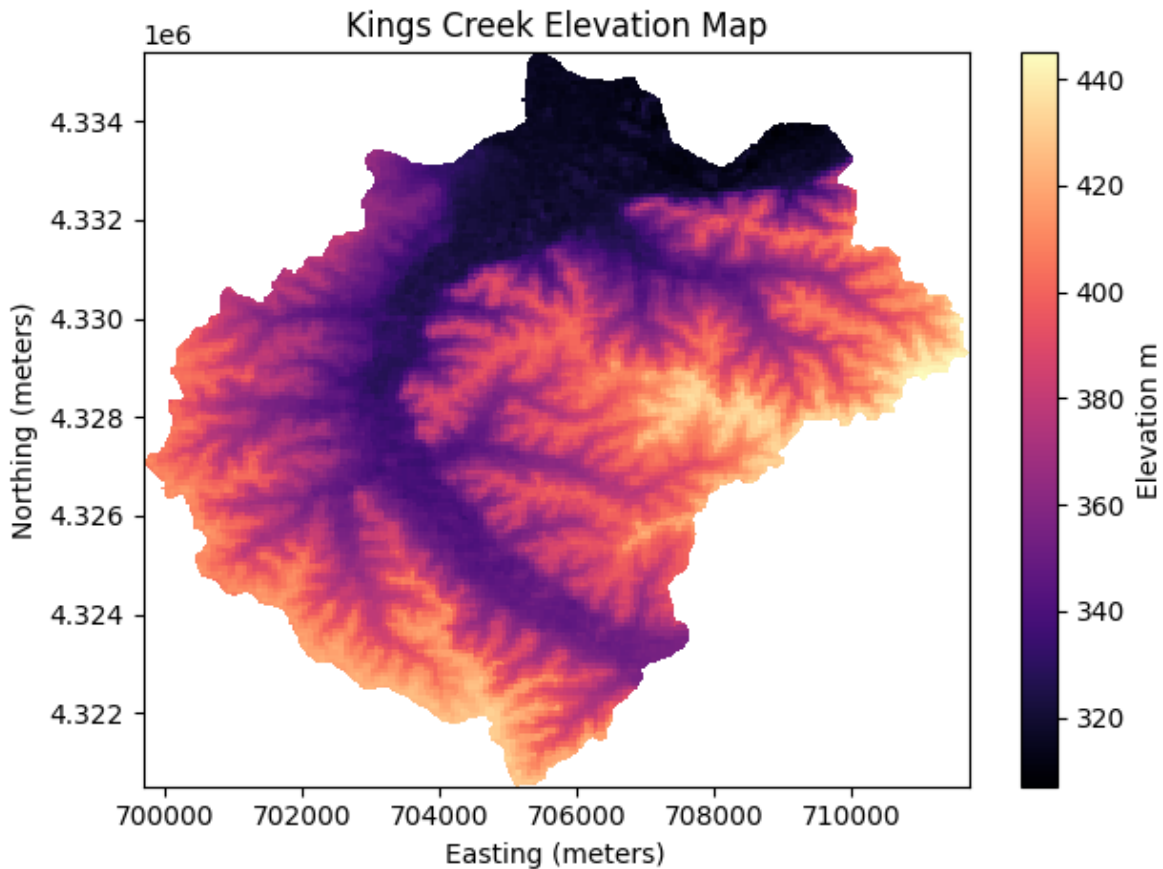 Kings Creek Elevation Map
1e6
4.334
4.332
4.330
4.328
4.326
4.324
4.322
Northing (meters)
700000 702000 704000 706000 708000 710000
Easting (meters)
440
420
400
380
360
340
320
Elevation m